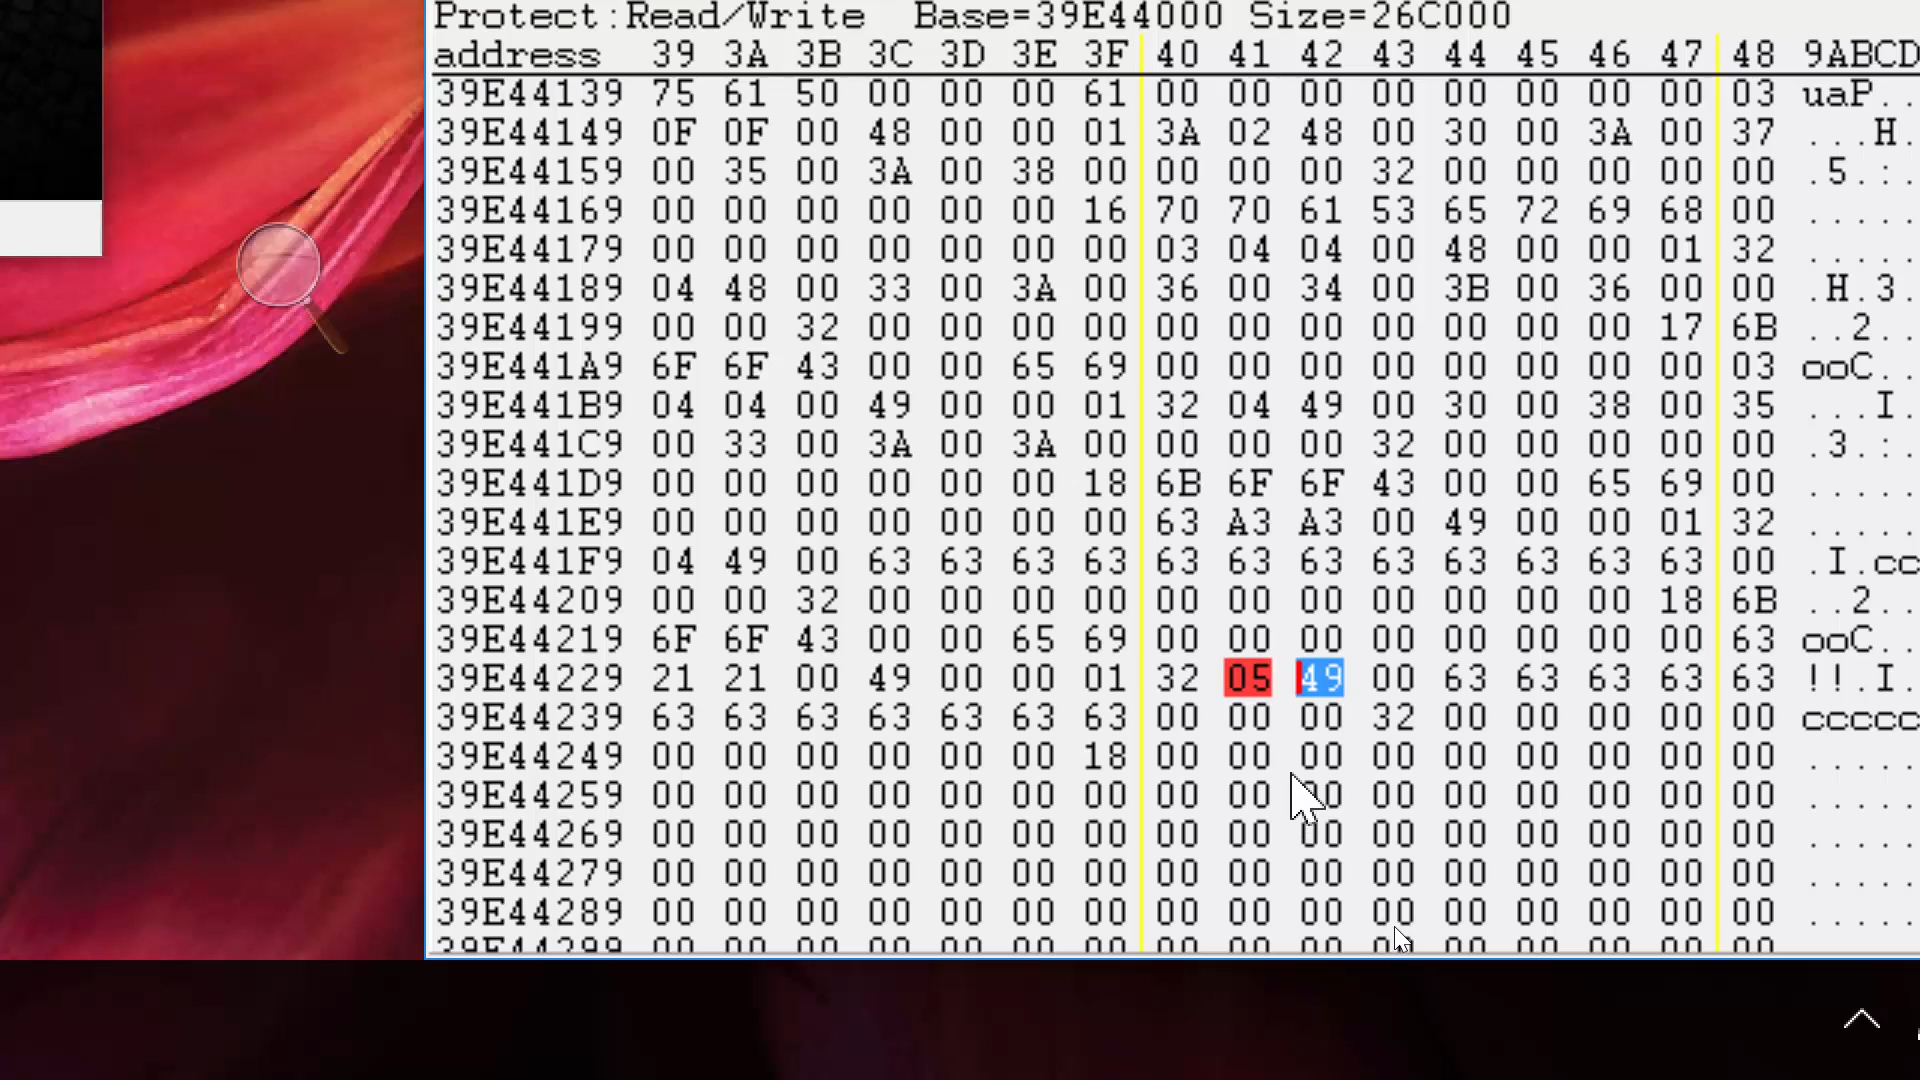 Protect:Read/Write Base=39E44000 Size=26C000
address 39 3A 3B 3C 3D 3E 3F 40 41 42 43 44 45 46 47 48 9ABCD
39E44139 75 61 50 00 00 00 61 00 00 00 00 00 00 00 00 03 uaP..
39E44149 0F 0F 00 48 00 00 01 3A 02 48 00 30 00 3A 00 37 ...H.
39E44159 00 35 00 3A 00 38 00 00 00 00 32 00 00 00 00 00 .5.:.
39E44169 00 00 00 00 00 00 16 70 70 61 53 65 72 69 68 00 .....
39E44179 00 00 00 00 00 00 00 03 04 04 00 48 00 00 01 32 .....
39E44189 04 48 00 33 00 3A 00 36 00 34 00 3B 00 36 00 00 .H.3.
39E44199 00 00 32 00 00 00 00 00 00 00 00 00 00 00 17 6B ..2..
39E441A9 6F 6F 43 00 00 65 69 00 00 00 00 00 00 00 00 03 ooC..
39E441B9 04 04 00 49 00 00 01 32 04 49 00 30 00 38 00 35 ...I.
39E441C9 00 33 00 3A 00 3A 00 00 00 00 32 00 00 00 00 00 .3.:.
39E441D9 00 00 00 00 00 00 18 6B 6F 6F 43 00 00 65 69 00 .....
39E441E9 00 00 00 00 00 00 00 63 A3 A3 00 49 00 00 01 32 .....
39E441F9 04 49 00 63 63 63 63 63 63 63 63 63 63 63 63 00 .I.cc
39E44209 00 00 32 00 00 00 00 00 00 00 00 00 00 00 18 6B ..2..
39E44219 6F 6F 43 00 00 65 69 00 00 00 00 00 00 00 00 63 ooC..
39E44229 21 21 00 49 00 00 01 32 05 49 00 63 63 63 63 63 !!.I.
39E44239 63 63 63 63 63 63 63 00 00 00 32 00 00 00 00 00 ccccc
39E44249 00 00 00 00 00 00 18 00 00 00 00 00 00 00 00 00 .....
39E44259 00 00 00 00 00 00 00 00 00 00 00 00 00 00 00 00 .....
39E44269 00 00 00 00 00 00 00 00 00 00 00 00 00 00 00 00 .....
39E44279 00 00 00 00 00 00 00 00 00 00 00 00 00 00 00 00 .....
39E44289 00 00 00 00 00 00 00 00 00 00 00 00 00 00 00 00 .....
39E44299 00 00 00 00 00 00 00 00 00 00 00 00 00 00 00 00